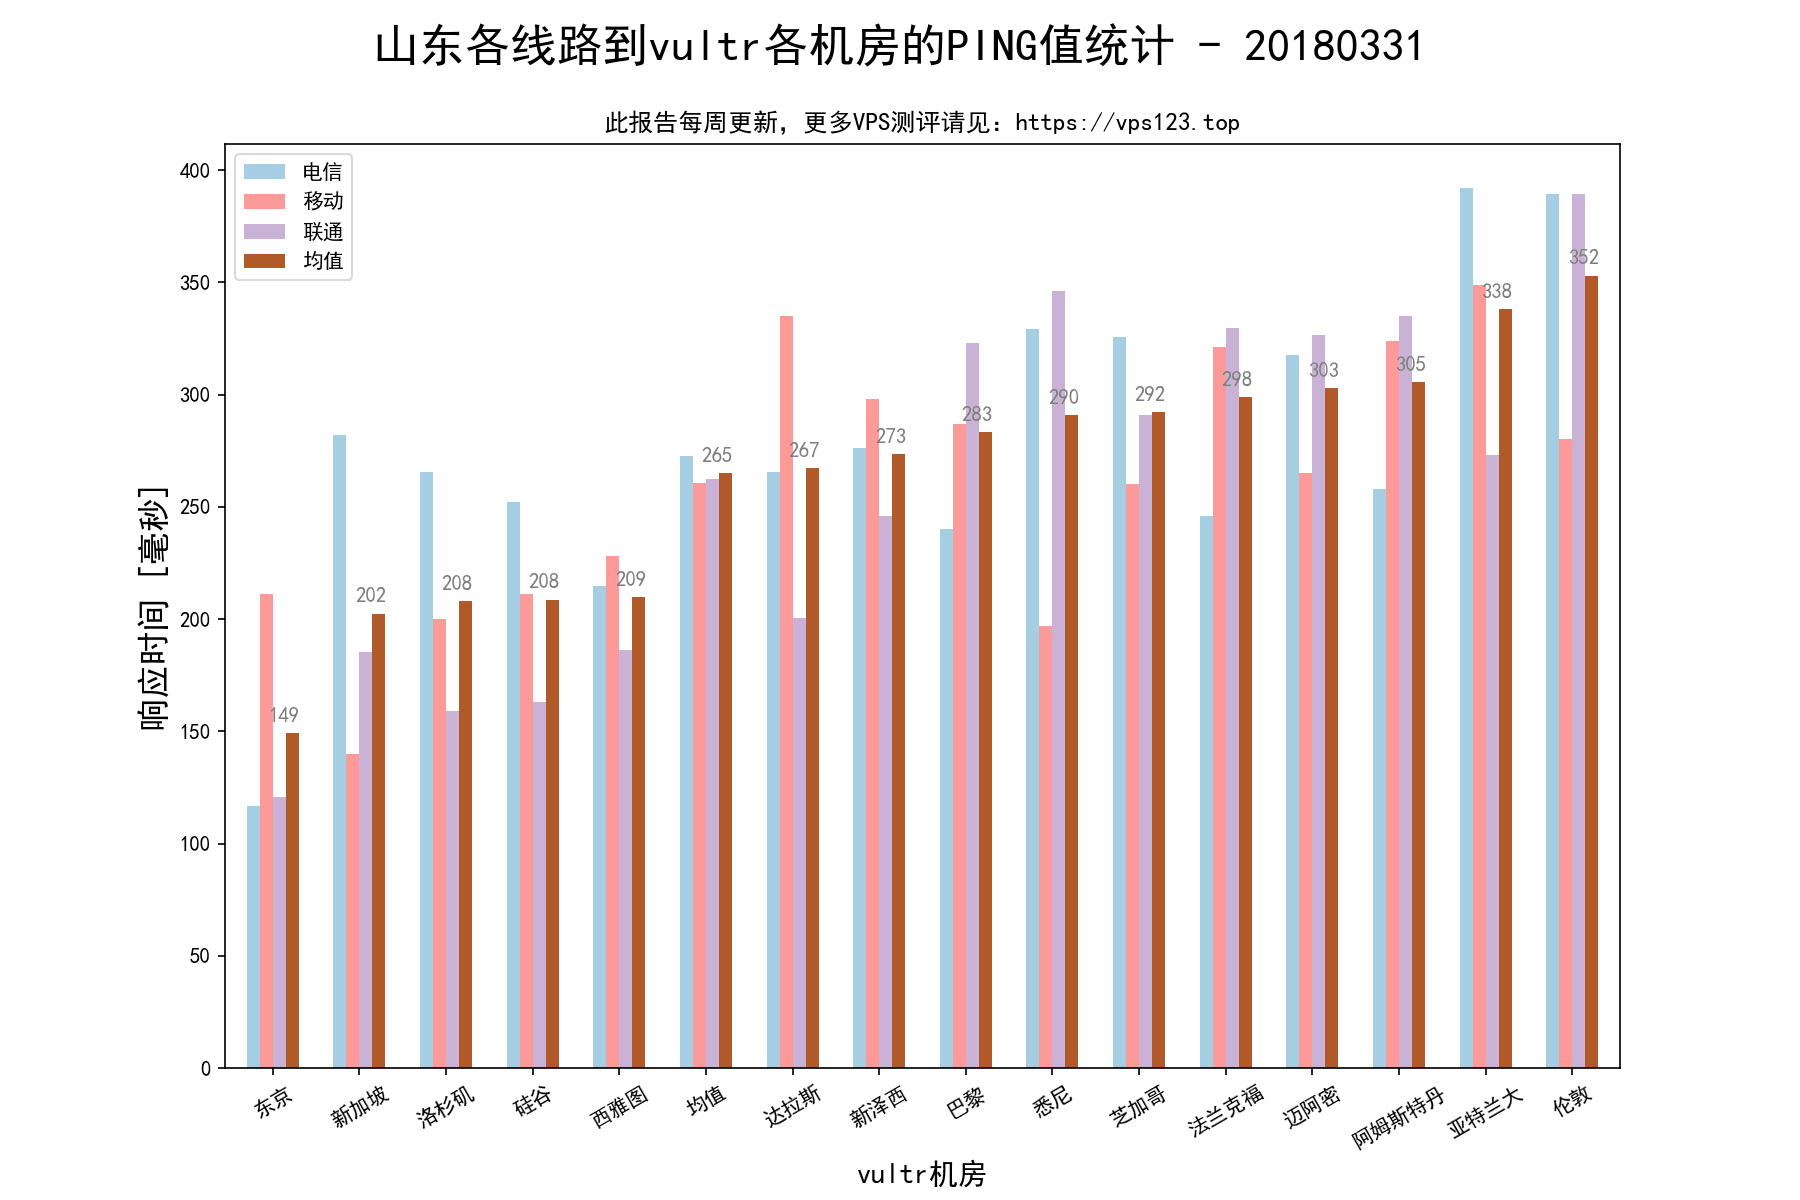 山东各线路到vultr各机房的PING值统计 - 20180331
此报告每周更新，更多VPS测评请见：https://vps123.top
电信
移动
联通
均值
400
350
300
250
200
150
100
50
0
响应时间 [毫秒]
149
202
208
208
209
265
267
273
283
290
292
298
303
305
338
352
东京
新加坡
洛杉矶
硅谷
西雅图
均值
达拉斯
新泽西
巴黎
悉尼
芝加哥
法兰克福
迈阿密
阿姆斯特丹
亚特兰大
伦敦
vultr机房